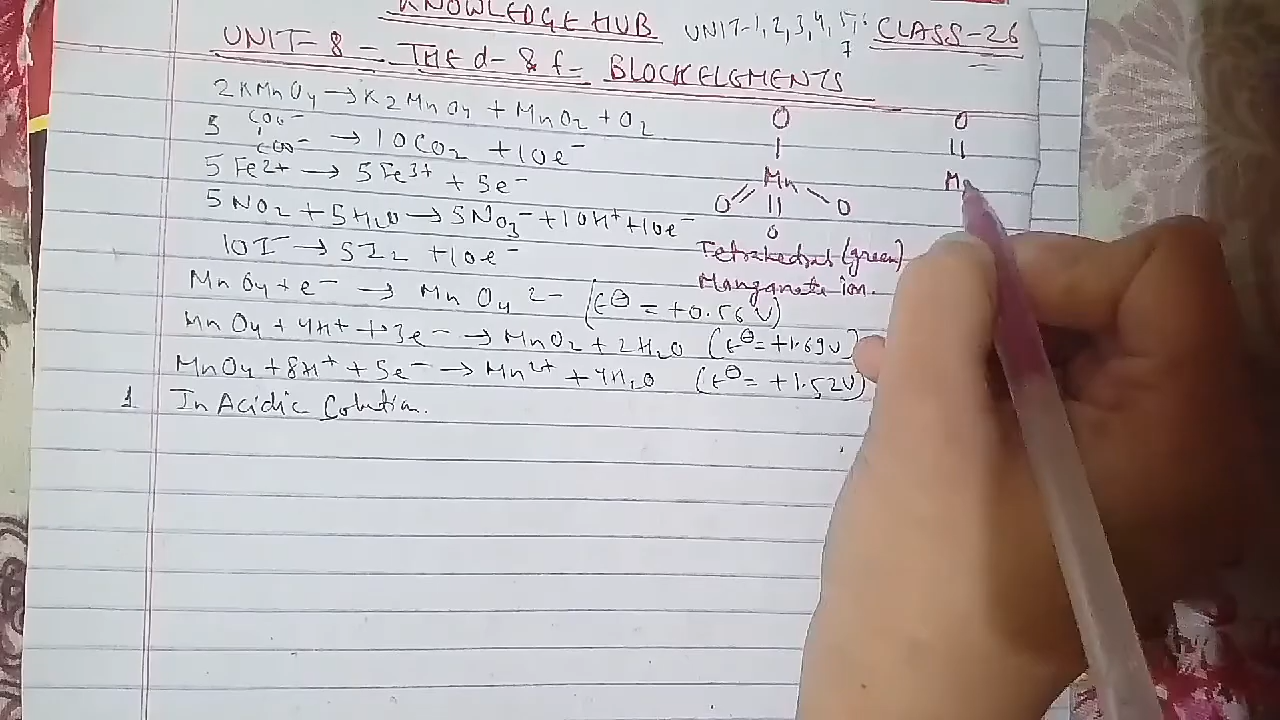 KNOWLEDGE HUB UNIT-1,2,3,4,5,6 CLASS-26
7
UNIT-8 - THE d- & f- BLOCK ELEMENTS
2KMnO4 → K2MnO4 + MnO2 + O2
5 COO-
COO- → 10CO2 + 10e-
5Fe2+ → 5Fe3+ + 5e-
5NO2 + 5H2O → 5NO3- + 10H+ + 10e-
10I- → 5I2 + 10e-
MnO4 + e- → MnO4 2- (E⊖ = +0.56V)
MnO4 + 4H+ + 3e- → MnO2 + 2H2O (E⊖ = +1.69V)
MnO4 + 8H+ + 5e- → Mn2+ + 4H2O (E⊖ = +1.52V)
1 In Acidic Solution.
O
Mn
O O
O
Tetrahedral (green)
Manganate ion.
O
Mn